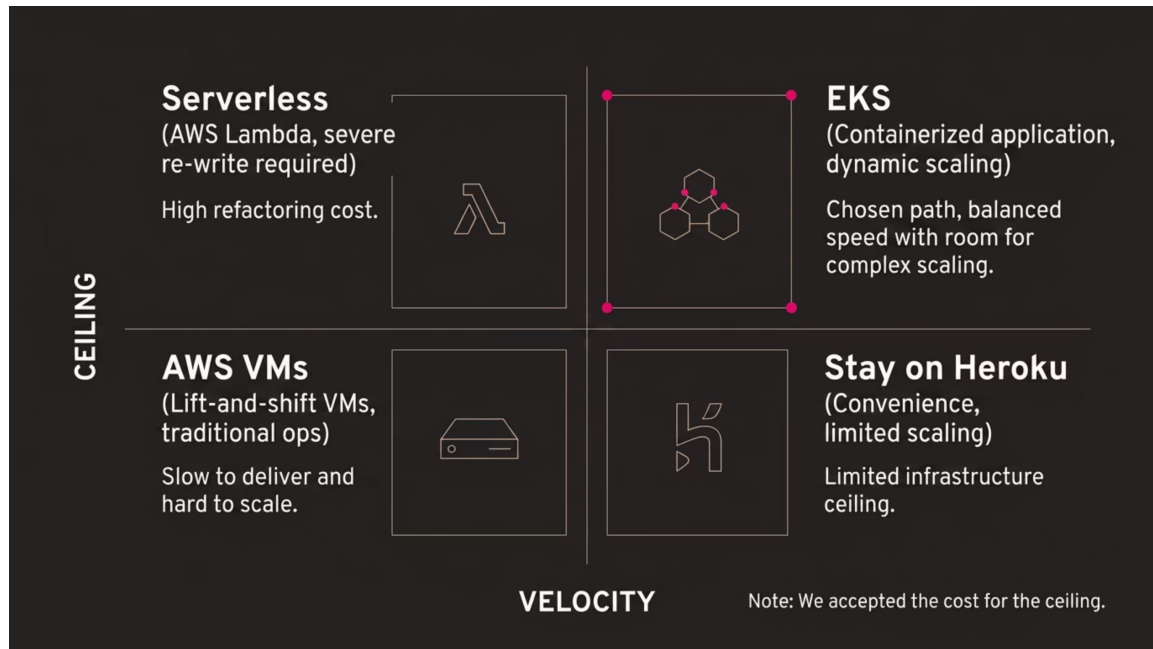 Serverless
(AWS Lambda, severe
re-write required)
High refactoring cost.
EKS
(Containerized application,
dynamic scaling)
Chosen path, balanced
speed with room for
complex scaling.
CEILING
AWS VMs
(Lift-and-shift VMs,
traditional ops)
Slow to deliver and
hard to scale.
Stay on Heroku
(Convenience,
limited scaling)
Limited infrastructure
ceiling.
VELOCITY
Note: We accepted the cost for the ceiling.